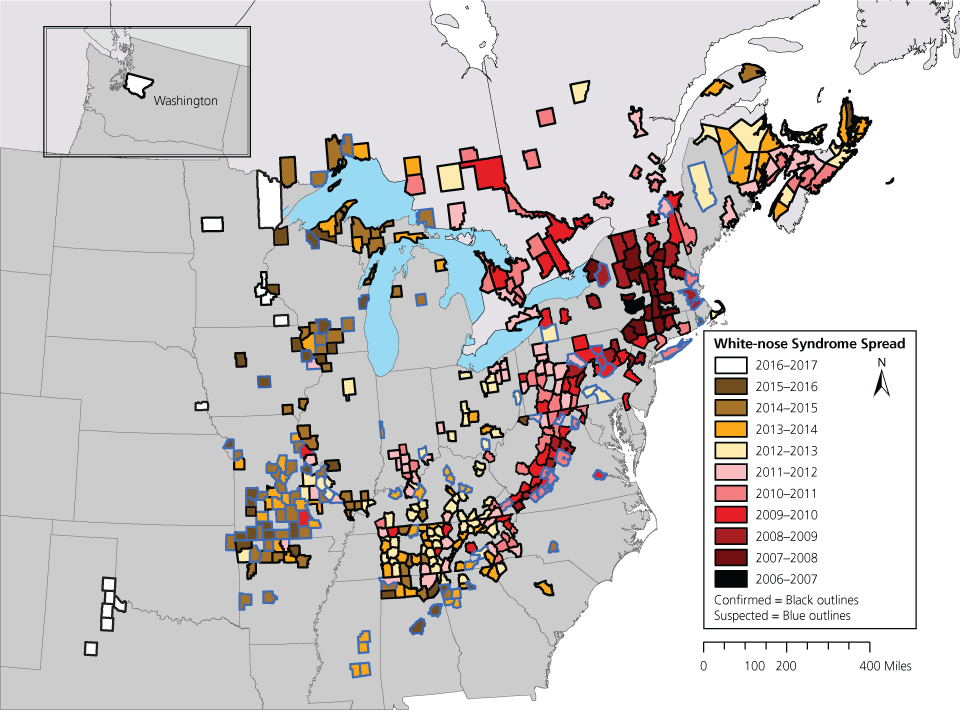 Washington
White-nose Syndrome Spread
2016–2017
N
2015–2016
2014–2015
2013–2014
2012–2013
2011–2012
2010–2011
2009–2010
2008–2009
2007–2008
2006–2007
Confirmed = Black outlines
Suspected = Blue outlines
0 100 200 400 Miles